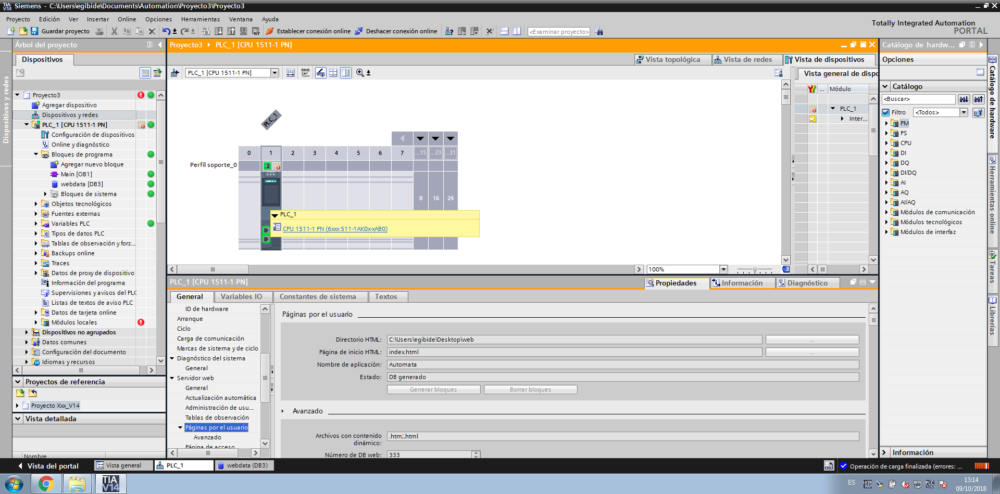 Siemens - C:\Users\egibide\Documents\Automation\Proyecto3\Proyecto3
Proyecto Edición Ver Insertar Online Opciones Herramientas Ventana Ayuda
Totally Integrated Automation
PORTAL
Guardar proyecto Establecer conexión online Deshacer conexión online <Examinar proyecto>
Árbol del proyecto
Dispositivos
Dispositivos y redes
Proyecto3
Agregar dispositivo
Dispositivos y redes
PLC_1 [CPU 1511-1 PN]
Configuración de dispositivos
Online y diagnóstico
Bloques de programa
Agregar nuevo bloque
Main [OB1]
webdata [DB3]
Bloques de sistema
Objetos tecnológicos
Fuentes externas
Variables PLC
Tipos de datos PLC
Tablas de observación y forz...
Backups online
Traces
Datos de proxy de dispositivo
Información del programa
Supervisiones y avisos del PLC
Listas de textos de aviso PLC
Datos de tarjeta online
Módulos locales
Dispositivos no agrupados
Datos comunes
Configuración del documento
Idiomas y recursos
Proyectos de referencia
Proyecto Xxx_V14
Vista detallada
Nombre
Proyecto3 PLC_1 [CPU 1511-1 PN]
Vista topológica Vista de redes Vista de dispositivos
PLC_1 [CPU 1511-1 PN]
PLC_1
0 1 2 3 4 5 6 7 ...15 ...23 ...31
Perfil soporte_0
SIEMENS
8 16 24
PLC_1
CPU 1511-1 PN (6xxx 511-1AK0x-xAB0)
100%
Vista general de dispo
... Módulo
PLC_1
Inter...
PLC_1 [CPU 1511-1 PN]
Propiedades Información Diagnóstico
General Variables IO Constantes de sistema Textos
ID de hardware
Arranque
Ciclo
Carga de comunicación
Marcas de sistema y de ciclo
Diagnóstico del sistema
General
Servidor web
General
Actualización automática
Administración de usu...
Tablas de observación
Páginas por el usuario
Avanzado
Página de acceso
Páginas por el usuario
Directorio HTML: C:\Users\egibide\Desktop\web ...
Página de inicio HTML: index.html ...
Nombre de aplicación: Automata
Estado: DB generado
Generar bloques Borrar bloques
Avanzado
Archivos con contenido dinámico: .htm;.html
Número de DB web: 333
Catálogo de hardw...
Opciones
Catálogo
<Buscar>
Filtro <Todos>
PM
PS
CPU
DI
DQ
DI/DQ
AI
AQ
AI/AQ
Módulos de comunicación
Módulos tecnológicos
Módulos de interfaz
Información
Catálogo de hardware
Herramientas online
Tareas
Librerías
Vista del portal Vista general PLC_1 webdata (DB3)
Operación de carga finalizada (errores: ...
TIA
V14
ES
13:14
09/10/2018